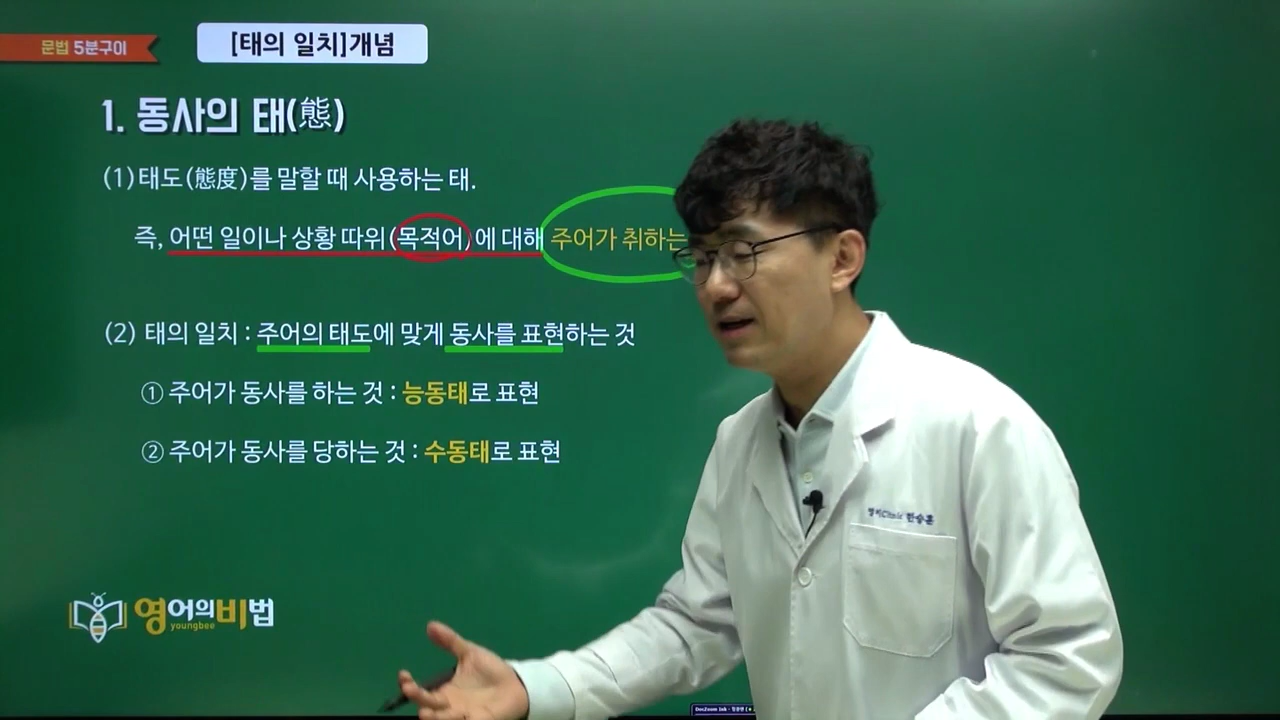 문법 5분구이
[태의 일치]개념
1. 동사의 태(態)
(1)태도(態度)를 말할 때 사용하는 태.
즉, 어떤 일이나 상황 따위(목적어)에 대해 주어가 취하는
(2) 태의 일치 : 주어의 태도에 맞게 동사를 표현하는 것
① 주어가 동사를 하는 것 : 능동태로 표현
② 주어가 동사를 당하는 것 : 수동태로 표현
Clinic 한승훈
영어의비법
youngbee